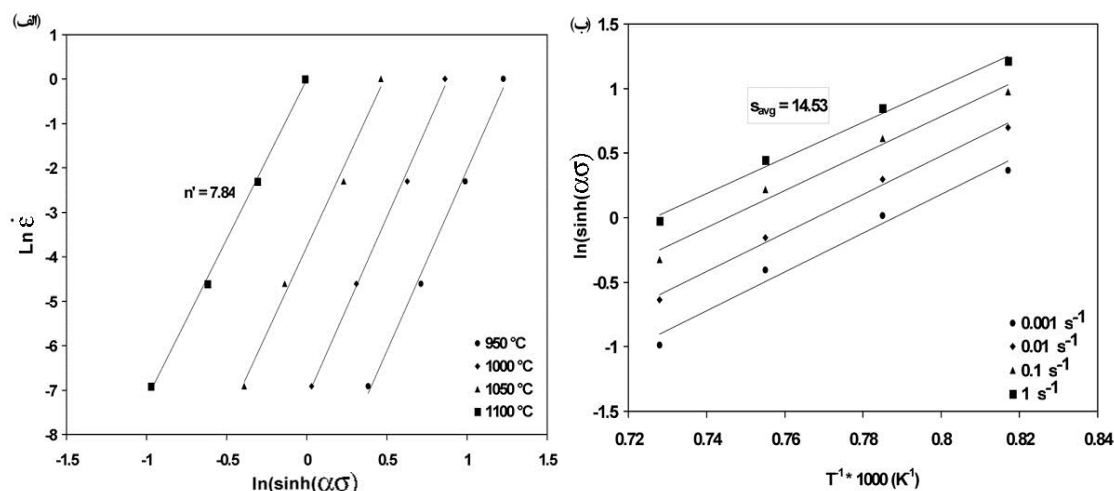 (الف)
0
-1
-2
-3
-4
-5
-6
-7
-8
Ln ε̇
n' = 7.84
950 °C
1000 °C
1050 °C
1100 °C
-1.5 -1 -0.5 0 0.5 1 1.5
ln(sinh(ασ)
(ب)
1.5
1
0.5
0
-0.5
-1
-1.5
ln(sinh(ασ)
s_avg = 14.53
0.001 s⁻¹
0.01 s⁻¹
0.1 s⁻¹
1 s⁻¹
0.72 0.74 0.76 0.78 0.8 0.82 0.84
T⁻¹ * 1000 (K⁻¹)